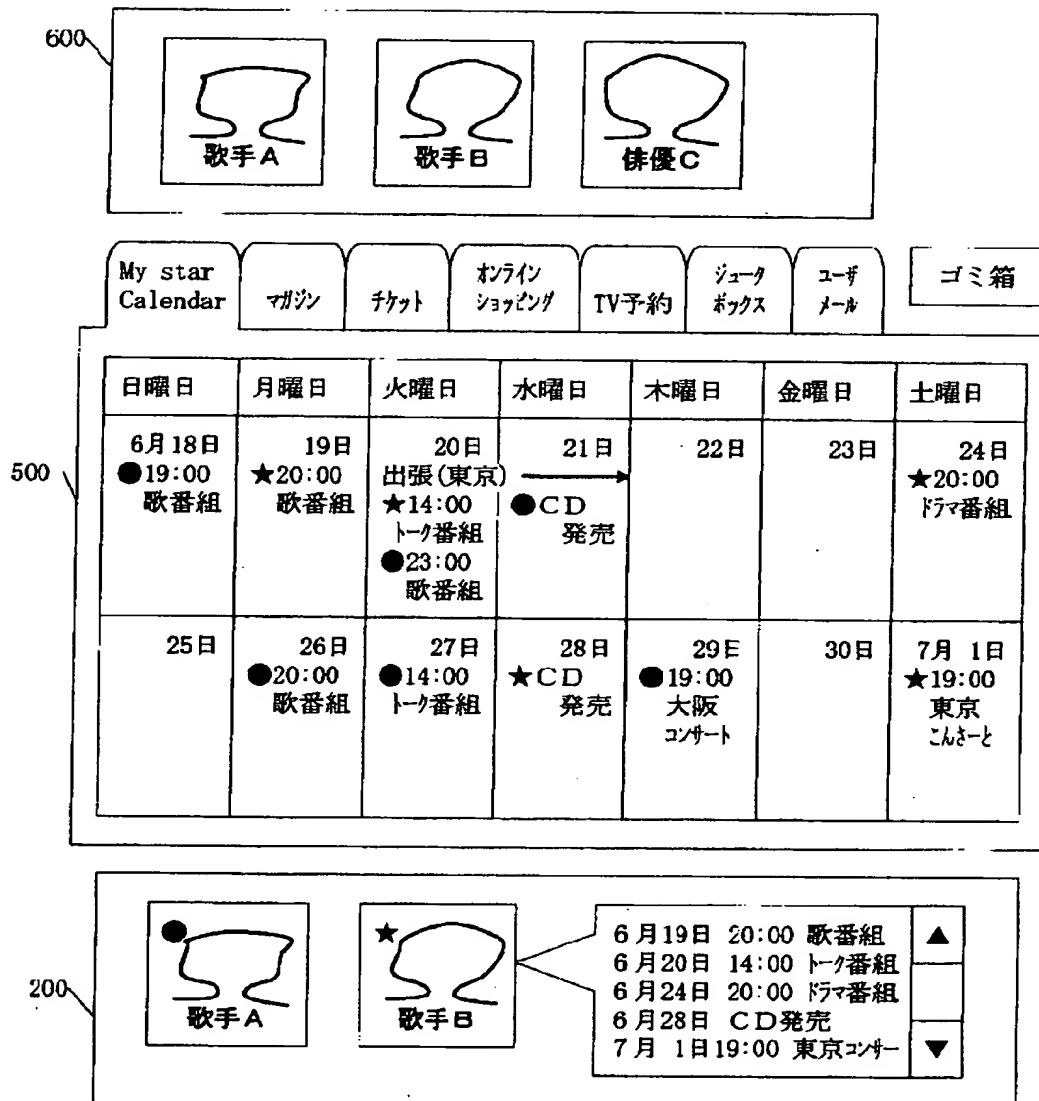 600
歌手A
歌手B
俳優C
My star
Calendar
マガジン
チケット
オンライン
ショッピング
TV予約
ジュータ
ボックス
ユーザ
メール
ゴミ箱
500
日曜日 月曜日 火曜日 水曜日 木曜日 金曜日 土曜日
6月18日
●19:00
歌番組
19日
★20:00
歌番組
20日
出張(東京)
★14:00
トーク番組
●23:00
歌番組
21日
●CD
発売
22日
23日
24日
★20:00
ドラマ番組
25日
26日
●20:00
歌番組
27日
●14:00
トーク番組
28日
★CD
発売
29日
●19:00
大阪
コンサート
30日
7月 1日
★19:00
東京
こんさーと
200
●
歌手A
★
歌手B
6月19日 20:00 歌番組
6月20日 14:00 トーク番組
6月24日 20:00 ドラマ番組
6月28日 CD発売
7月 1日19:00 東京コンサー
▲
▼